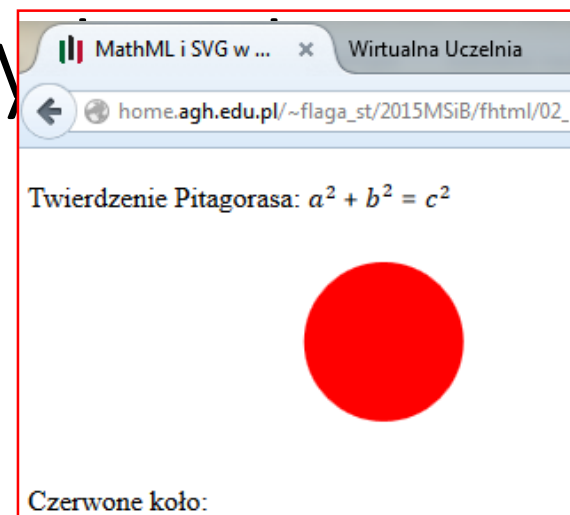 MathML i SVG w ... × Wirtualna Uczelnia
home.agh.edu.pl/~flaga_st/2015MSiB/fhtml/02_
Twierdzenie Pitagorasa: a² + b² = c²
Czerwone koło: